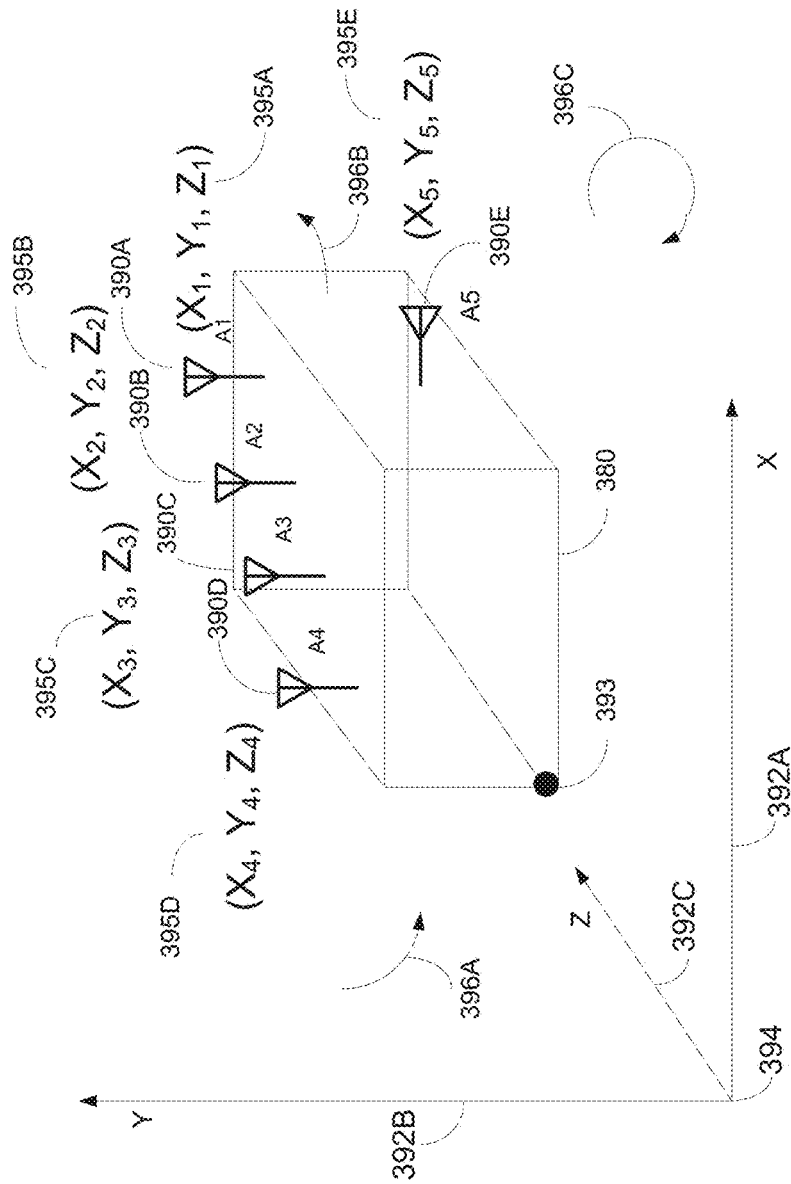 395E
395B
395A
396C
390A
396B
(X1, Y1, Z1)
(X5, Y5, Z5)
390E
A1
A5
(X2, Y2, Z2)
390B
A2
X
380
390C
A3
395C
(X3, Y3, Z3)
390D
A4
393
395D
(X4, Y4, Z4)
392A
Z
392C
396A
394
Y
392B